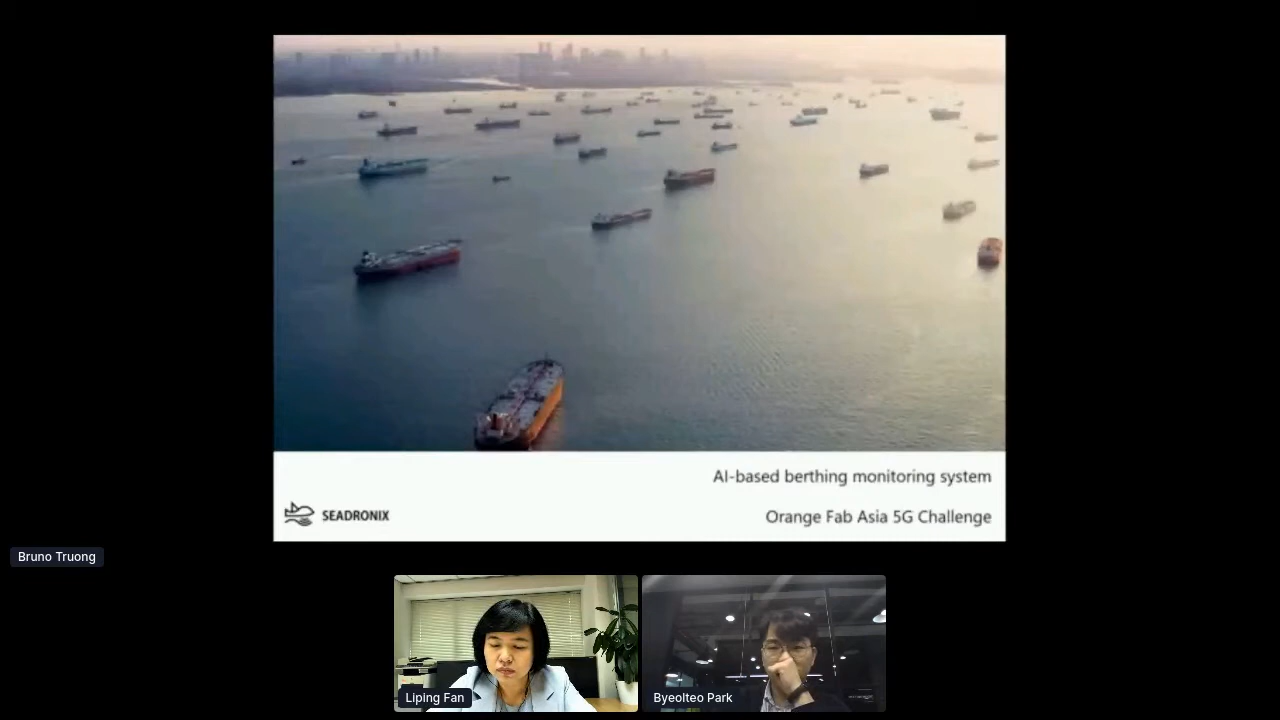 AI-based berthing monitoring system
SEADRONIX
Orange Fab Asia 5G Challenge
Bruno Truong
Liping Fan
Byeolteo Park